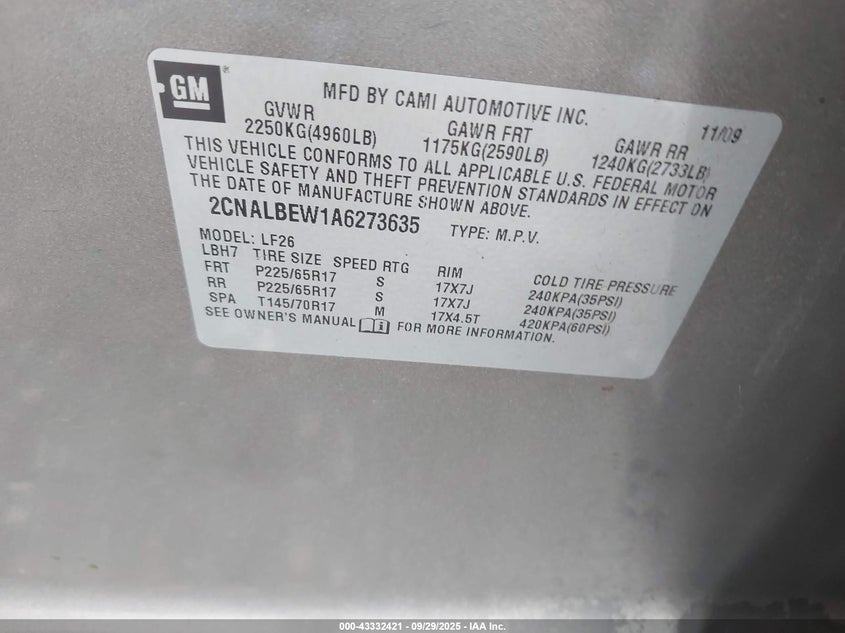 GM®
MFD BY CAMI AUTOMOTIVE INC. 11/09
GVWR GAWR FRT GAWR RR
2250KG(4960LB) 1175KG(2590LB) 1240KG(2733LB)
THIS VEHICLE CONFORMS TO ALL APPLICABLE U.S. FEDERAL MOTOR
VEHICLE SAFETY AND THEFT PREVENTION STANDARDS IN EFFECT ON
THE DATE OF MANUFACTURE SHOWN ABOVE.
2CNALBEW1A6273635 TYPE: M.P.V.
MODEL: LF26
LBH7 TIRE SIZE SPEED RTG RIM COLD TIRE PRESSURE
FRT P225/65R17 S 17X7J 240KPA(35PSI)
RR P225/65R17 S 17X7J 240KPA(35PSI)
SPA T145/70R17 M 17X4.5T 420KPA(60PSI)
SEE OWNER'S MANUAL FOR MORE INFORMATION.
000-43332421 - 09/29/2025 - IAA Inc.